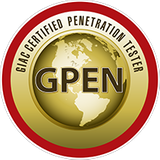 GIAC CERTIFIED PENETRATION TESTER
GPEN